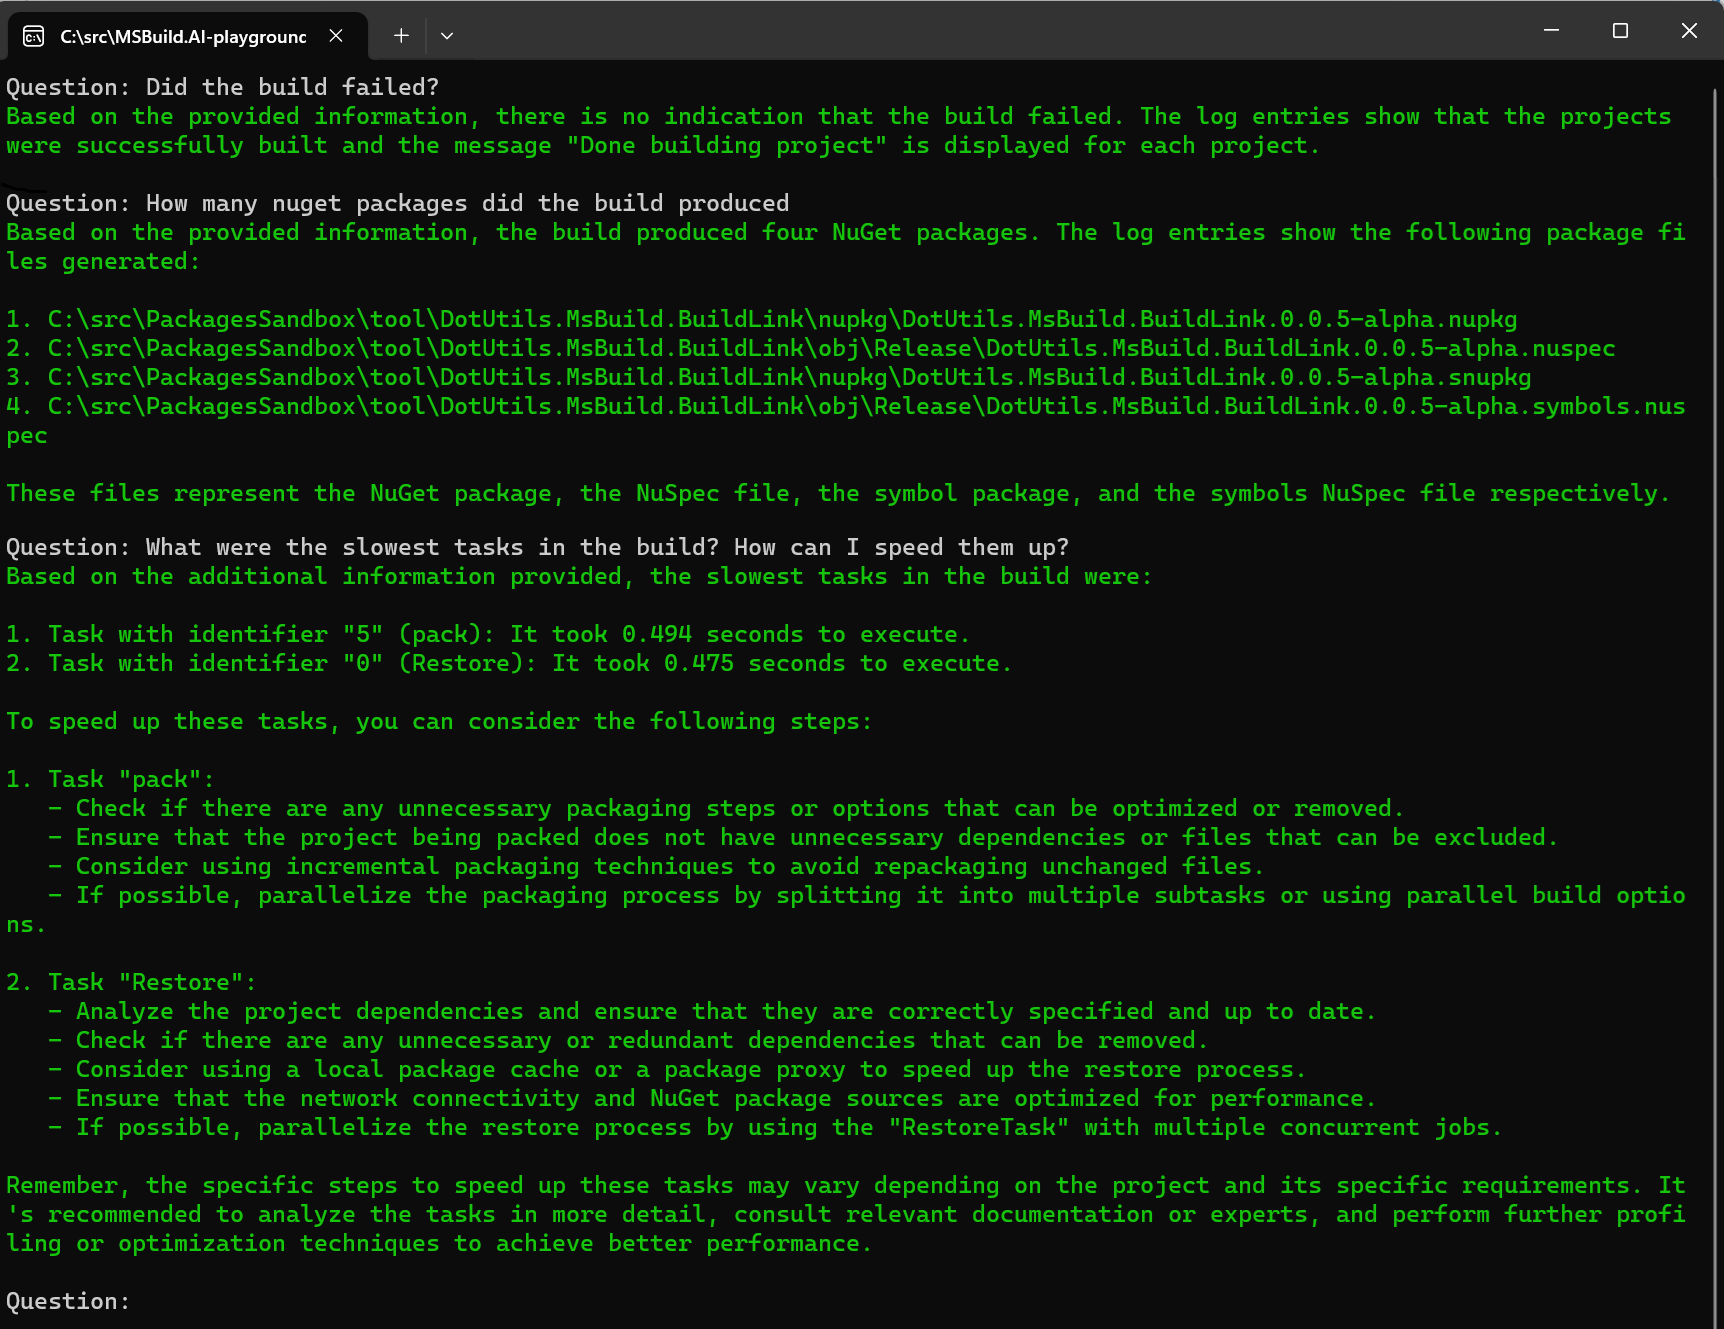 C:\src\MSBuild.AI-playground
Question: Did the build failed?
Based on the provided information, there is no indication that the build failed. The log entries show that the projects
were successfully built and the message "Done building project" is displayed for each project.
Question: How many nuget packages did the build produced
Based on the provided information, the build produced four NuGet packages. The log entries show the following package fi
les generated:
1. C:\src\PackagesSandbox\tool\DotUtils.MsBuild.BuildLink\nupkg\DotUtils.MsBuild.BuildLink.0.0.5-alpha.nupkg
2. C:\src\PackagesSandbox\tool\DotUtils.MsBuild.BuildLink\obj\Release\DotUtils.MsBuild.BuildLink.0.0.5-alpha.nuspec
3. C:\src\PackagesSandbox\tool\DotUtils.MsBuild.BuildLink\nupkg\DotUtils.MsBuild.BuildLink.0.0.5-alpha.snupkg
4. C:\src\PackagesSandbox\tool\DotUtils.MsBuild.BuildLink\obj\Release\DotUtils.MsBuild.BuildLink.0.0.5-alpha.symbols.nus
pec
These files represent the NuGet package, the NuSpec file, the symbol package, and the symbols NuSpec file respectively.
Question: What were the slowest tasks in the build? How can I speed them up?
Based on the additional information provided, the slowest tasks in the build were:
1. Task with identifier "5" (pack): It took 0.494 seconds to execute.
2. Task with identifier "0" (Restore): It took 0.475 seconds to execute.
To speed up these tasks, you can consider the following steps:
1. Task "pack":
- Check if there are any unnecessary packaging steps or options that can be optimized or removed.
- Ensure that the project being packed does not have unnecessary dependencies or files that can be excluded.
- Consider using incremental packaging techniques to avoid repackaging unchanged files.
- If possible, parallelize the packaging process by splitting it into multiple subtasks or using parallel build optio
ns.
2. Task "Restore":
- Analyze the project dependencies and ensure that they are correctly specified and up to date.
- Check if there are any unnecessary or redundant dependencies that can be removed.
- Consider using a local package cache or a package proxy to speed up the restore process.
- Ensure that the network connectivity and NuGet package sources are optimized for performance.
- If possible, parallelize the restore process by using the "RestoreTask" with multiple concurrent jobs.
Remember, the specific steps to speed up these tasks may vary depending on the project and its specific requirements. It
's recommended to analyze the tasks in more detail, consult relevant documentation or experts, and perform further profi
ling or optimization techniques to achieve better performance.
Question: